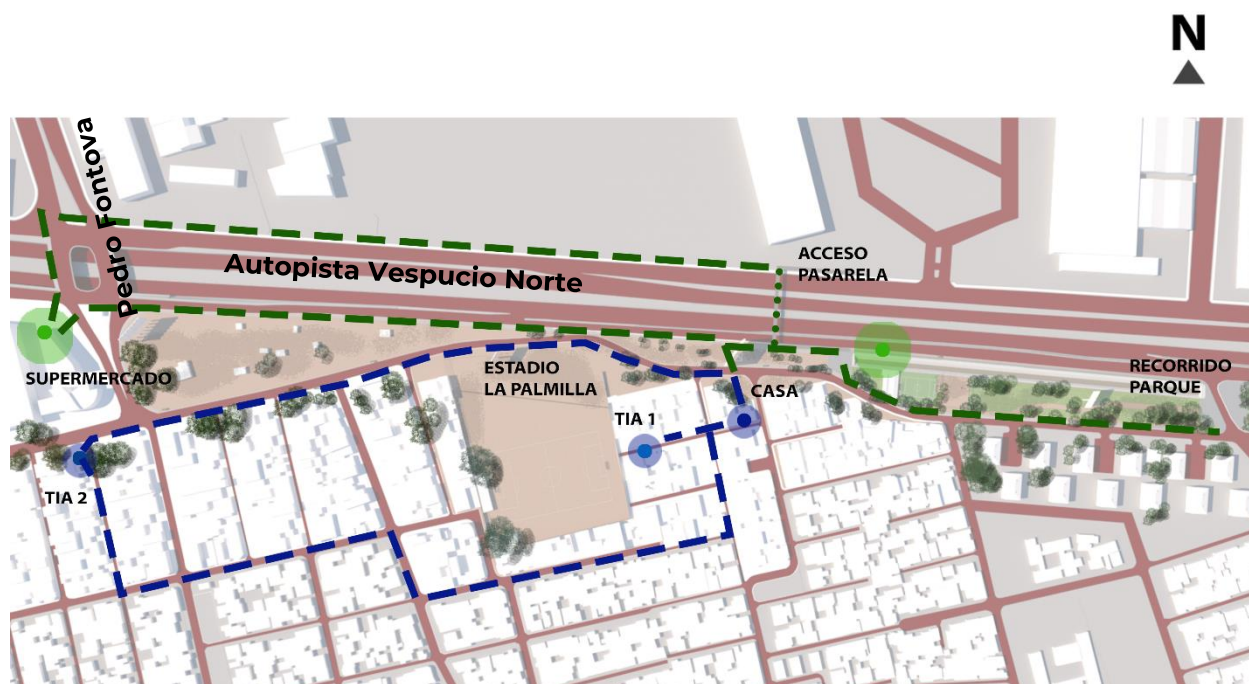 N
Pedro Fontova
Autopista Vespucio Norte
ACCESO
PASARELA
SUPERMERCADO
ESTADIO
LA PALMILLA
CASA
RECORRIDO
PARQUE
TIA 1
TIA 2